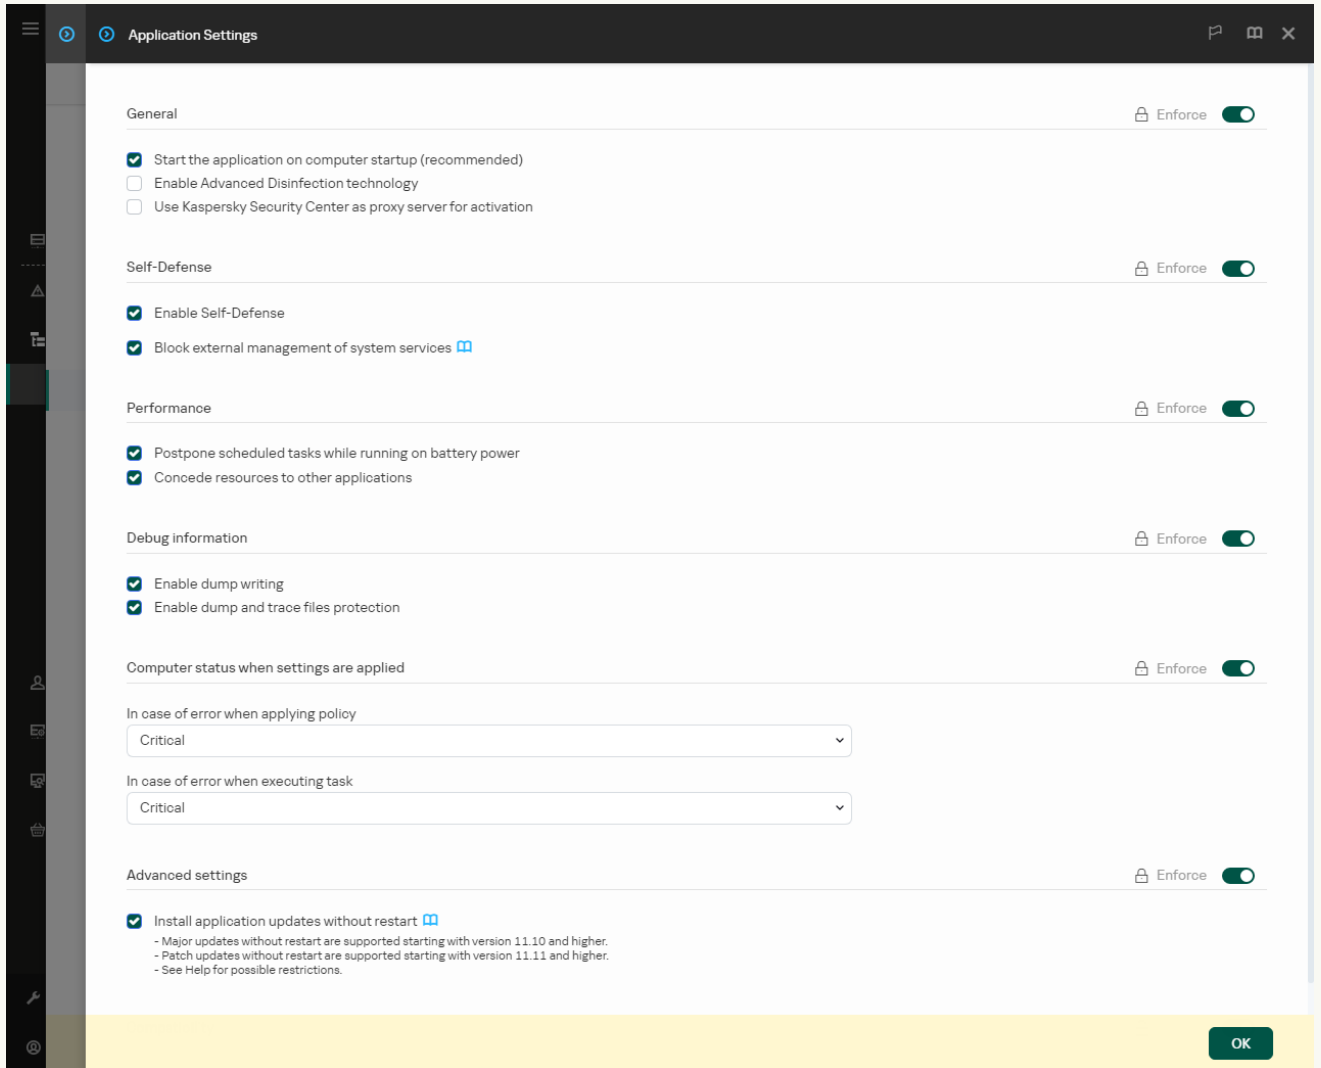 Application Settings
General
Enforce
Start the application on computer startup (recommended)
Enable Advanced Disinfection technology
Use Kaspersky Security Center as proxy server for activation
Self-Defense
Enforce
Enable Self-Defense
Block external management of system services
Performance
Enforce
Postpone scheduled tasks while running on battery power
Concede resources to other applications
Debug information
Enforce
Enable dump writing
Enable dump and trace files protection
Computer status when settings are applied
Enforce
In case of error when applying policy
Critical
In case of error when executing task
Critical
Advanced settings
Enforce
Install application updates without restart
- Major updates without restart are supported starting with version 11.10 and higher.
- Patch updates without restart are supported starting with version 11.11 and higher.
- See Help for possible restrictions.
OK